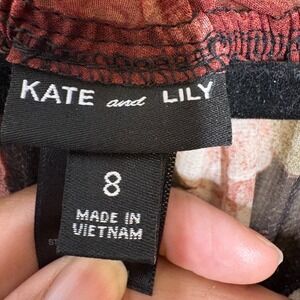 KATE and LILY
8
MADE IN
VIETNAM